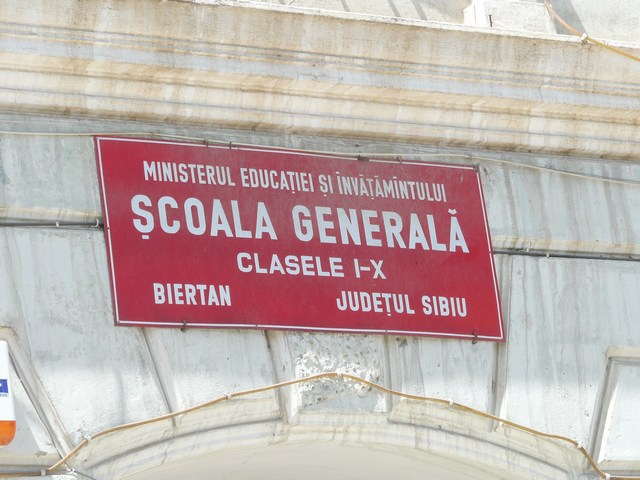 MINISTERUL EDUCAȚIEI ȘI ÎNVĂȚĂMÎNTULUI
ȘCOALA GENERALĂ
CLASELE I-X
BIERTAN JUDEȚUL SIBIU